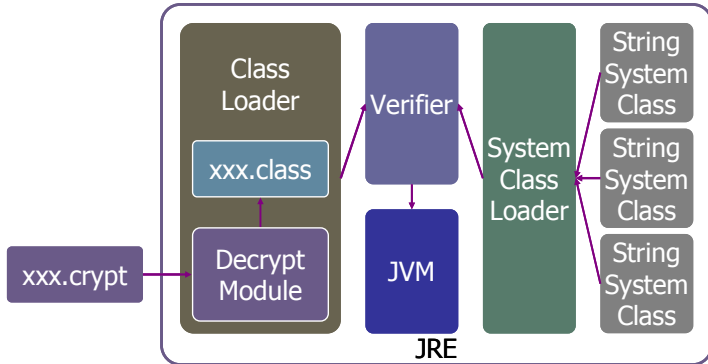 Class
Loader
xxx.class
Decrypt
Module
xxx.crypt
Verifier
JVM
System
Class
Loader
String
System
Class
String
System
Class
String
System
Class
JRE